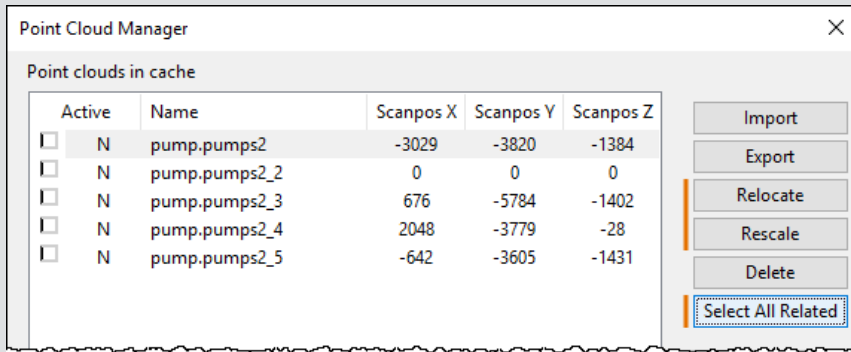 Point Cloud Manager
Point clouds in cache
Active Name Scanpos X Scanpos Y Scanpos Z
N pump.pumps2 -3029 -3820 -1384
N pump.pumps2_2 0 0 0
N pump.pumps2_3 676 -5784 -1402
N pump.pumps2_4 2048 -3779 -28
N pump.pumps2_5 -642 -3605 -1431
Import
Export
Relocate
Rescale
Delete
Select All Related